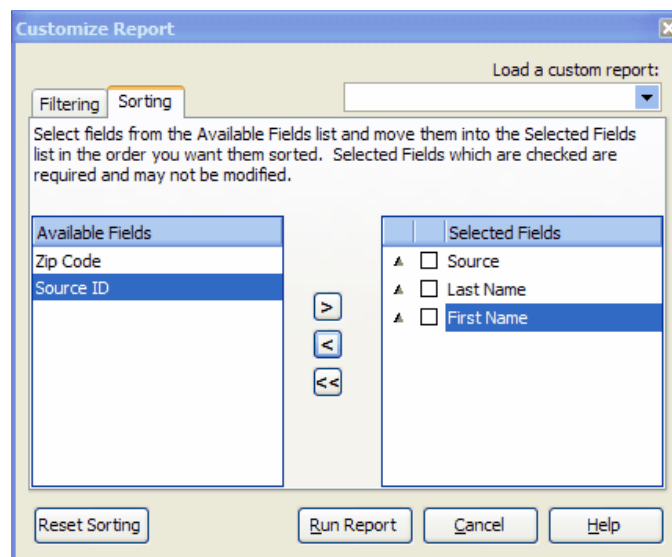 Customize Report
Load a custom report:
Filtering Sorting
Select fields from the Available Fields list and move them into the Selected Fields
list in the order you want them sorted.  Selected Fields which are checked are
required and may not be modified.
Available Fields
Zip Code
Source ID
>
<
<<
Selected Fields
Source
Last Name
First Name
Reset Sorting Run Report Cancel Help